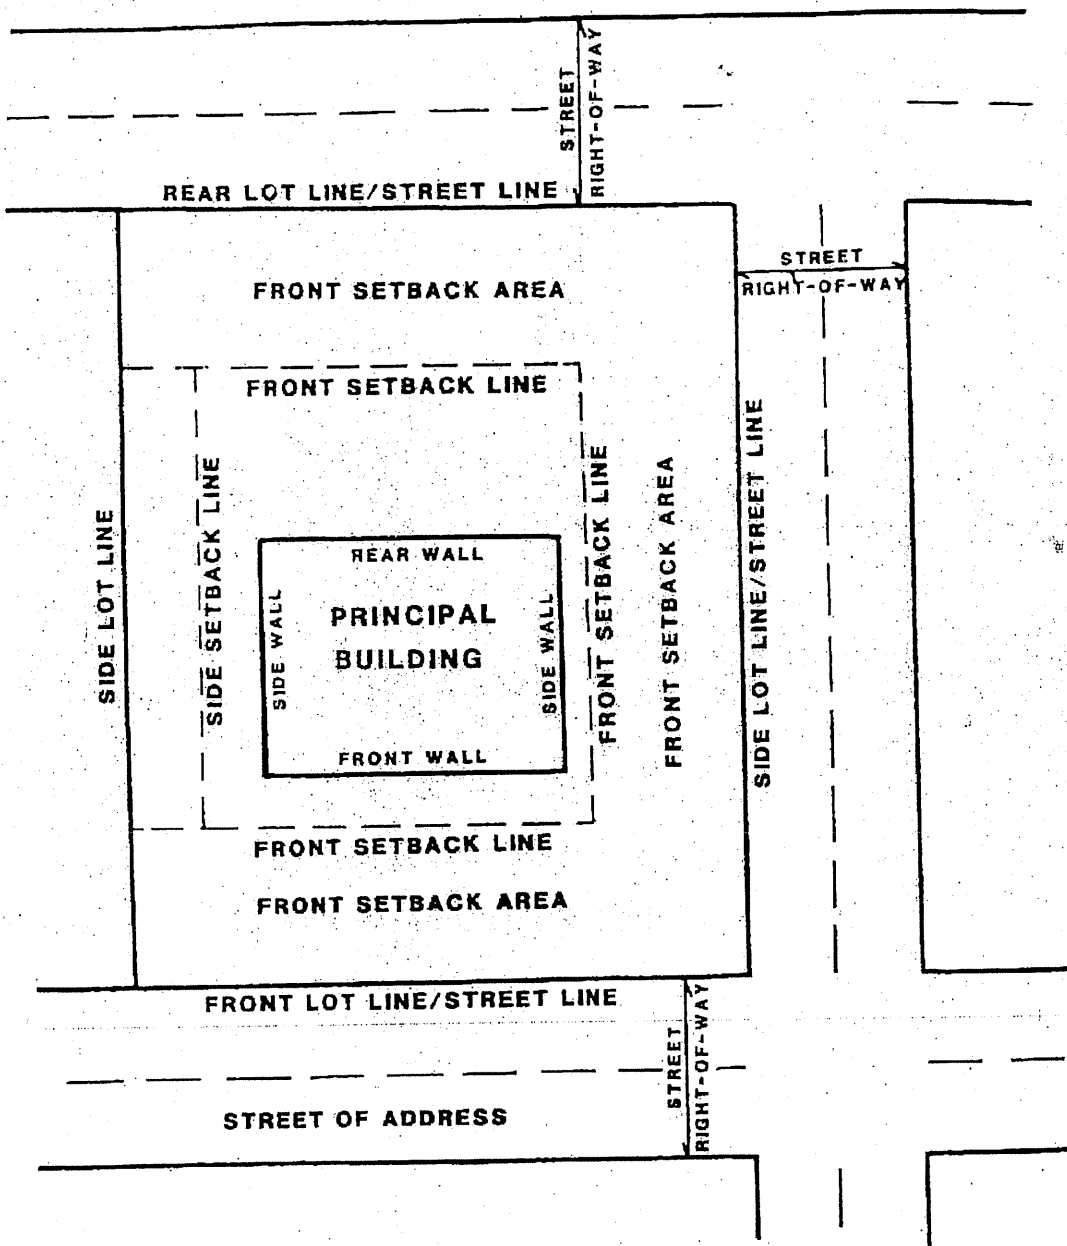 STREET
RIGHT-OF-WAY
REAR LOT LINE/STREET LINE
STREET
RIGHT-OF-WAY
FRONT SETBACK AREA
FRONT SETBACK LINE
SIDE LOT LINE
SIDE SETBACK LINE
REAR WALL
SIDE WALL
PRINCIPAL
BUILDING
SIDE WALL
FRONT WALL
FRONT SETBACK LINE
FRONT SETBACK AREA
SIDE LOT LINE/STREET LINE
FRONT SETBACK LINE
FRONT SETBACK AREA
FRONT LOT LINE/STREET LINE
STREET
RIGHT-OF-WAY
STREET OF ADDRESS